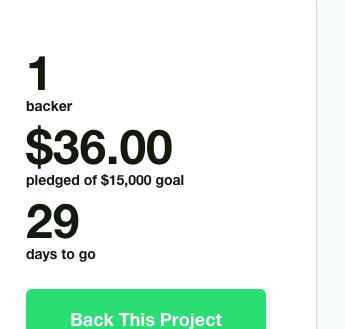 1
backer
$36.00
pledged of $15,000 goal
29
days to go
Back This Project